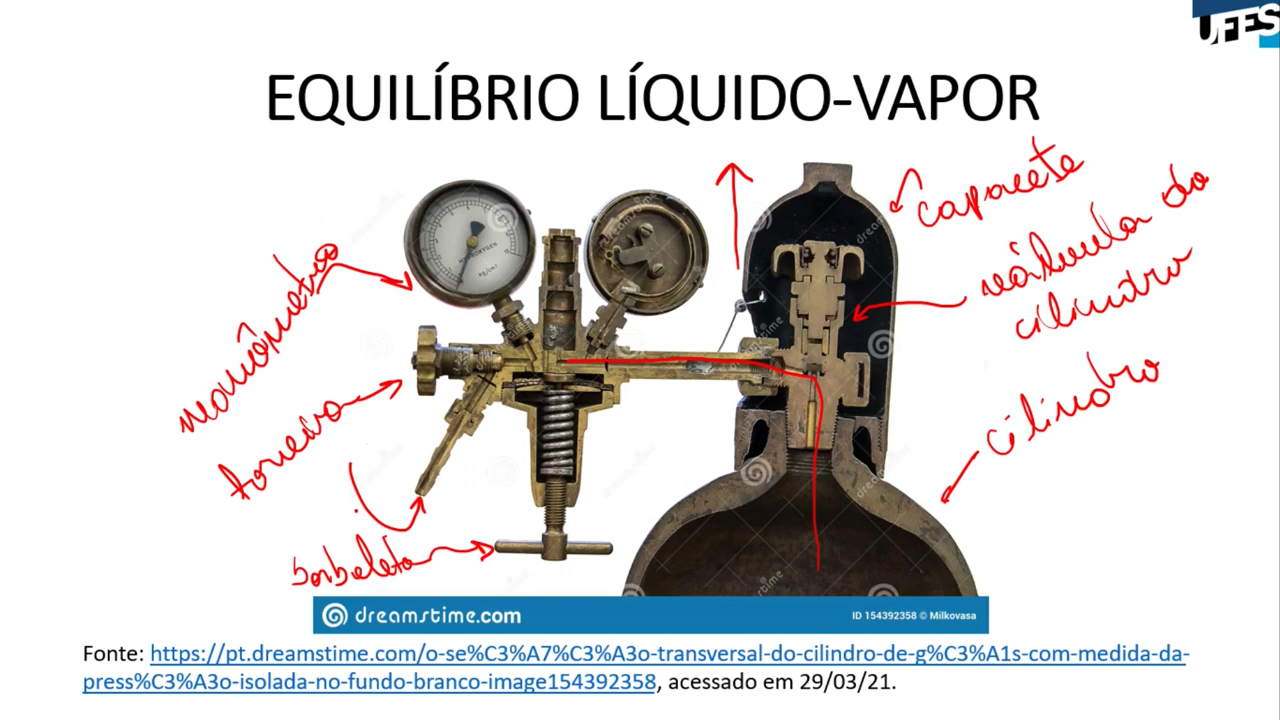 UFES
EQUILÍBRIO LÍQUIDO-VAPOR
capacete
válvula do
cilindro
cilindro
manômetro
torneira
borboleta
dreamstime.com
ID 154392358 © Milkovasa
Fonte: https://pt.dreamstime.com/o-se%C3%A7%C3%A3o-transversal-do-cilindro-de-g%C3%A1s-com-medida-da-
press%C3%A3o-isolada-no-fundo-branco-image154392358, acessado em 29/03/21.